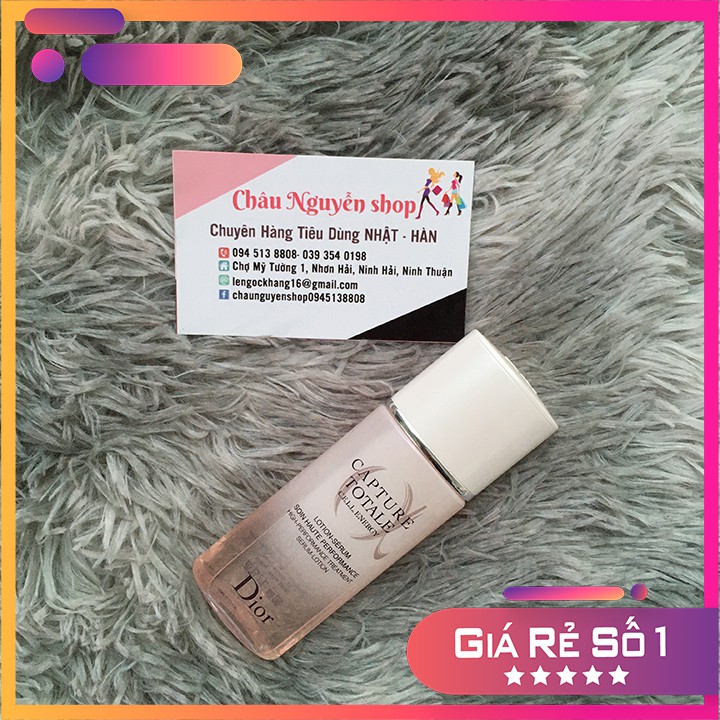 Châu Nguyễn shop
Chuyên Hàng Tiêu Dùng NHẬT - HÀN
094 513 8808- 039 354 0198
Chợ Mỹ Tường 1, Nhơn Hải, Ninh Hải, Ninh Thuận
lengockhang16@gmail.com
chaunguyenshop0945138808
CAPTURE
TOTALE
C.E.L.L. ENERGY
LOTION-SÉRUM
SOIN HAUTE PERFORMANCE
HIGH-PERFORMANCE TREATMENT
SERUM-LOTION
Dior
GIÁ RẺ SỐ 1